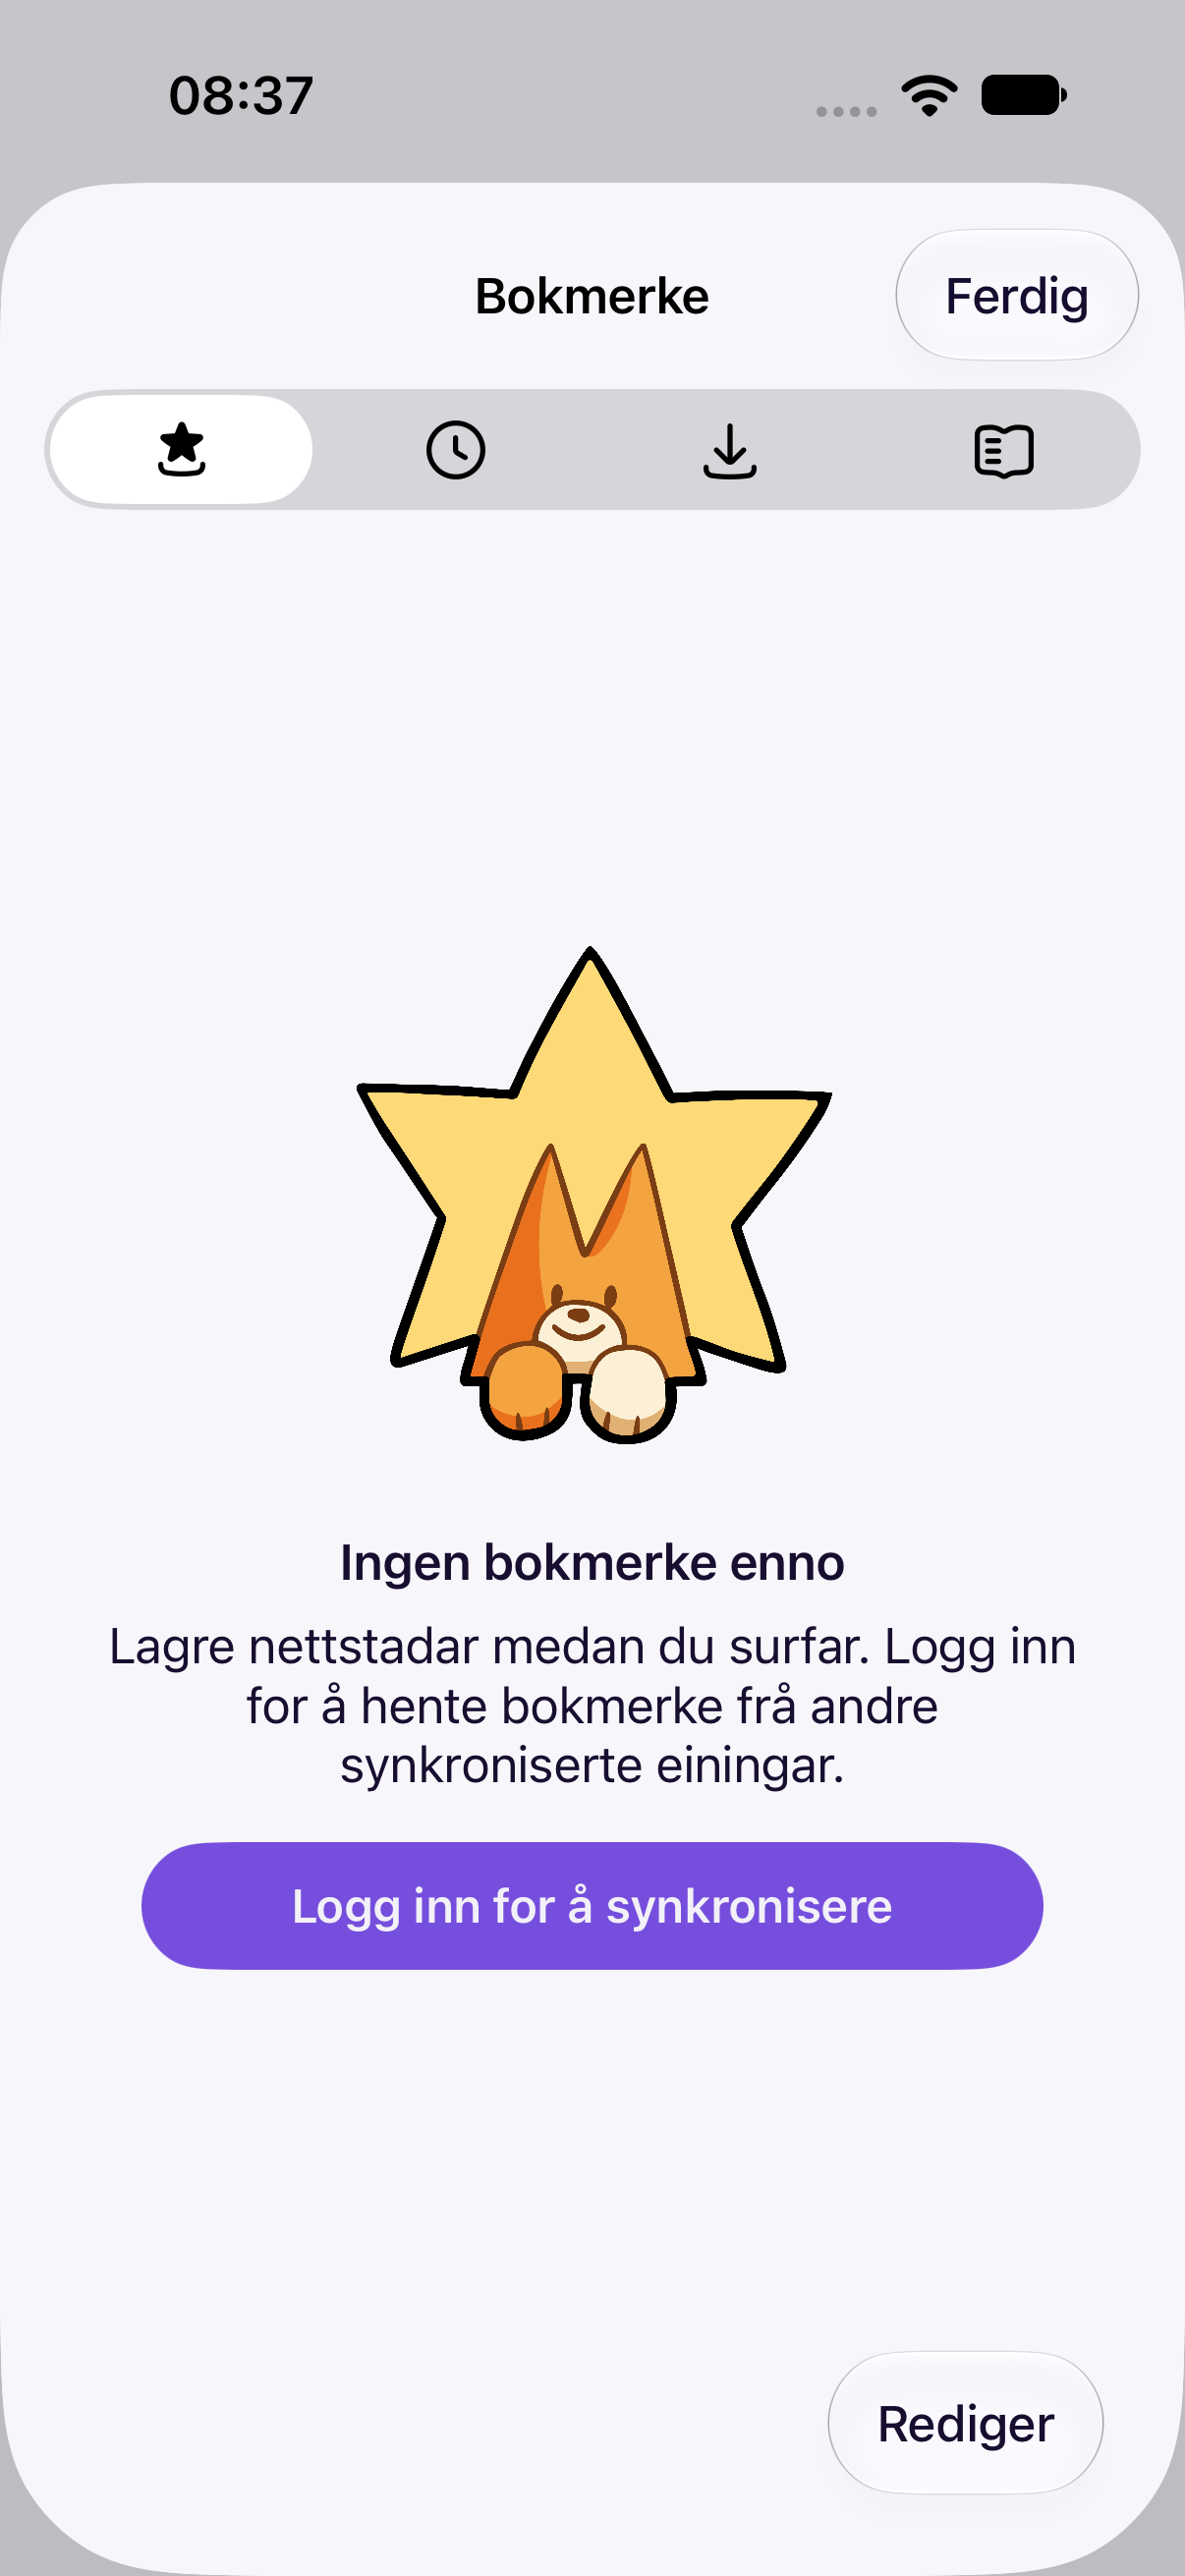 08:37
Bokmerke
Ferdig
Ingen bokmerke enno
Lagre nettstadar medan du surfar. Logg inn
for å hente bokmerke frå andre
synkroniserte einingar.
Logg inn for å synkronisere
Rediger